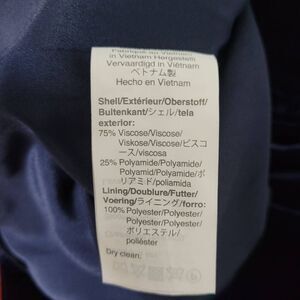 Fabriqué au Vietnam
in Vietnam Hergestellt
Vervaardigd in Vietnam
ベトナム製
Hecho en Vietnam
Shell/Extérieur/Oberstoff/
Buitenkant/シェル/tela
exterior:
75% Viscose/Viscose/
Viskose/Viscose/ビスコ
ース/viscosa
25% Polyamide/Polyamide/
Polyamid/Polyamide/ポ
リアミド/poliamida
Lining/Doublure/Futter/
Voering/ライニング/forro:
100% Polyester/Polyester/
Polyester/Polyester/
ポリエステル/
poliéster
Dry clean.